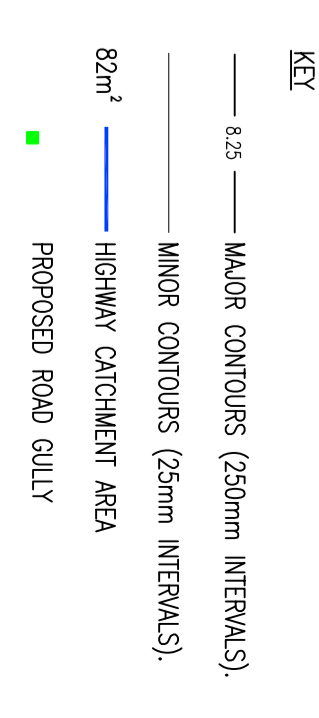 KEY
8.25 MAJOR CONTOURS (250mm INTERVALS).
MINOR CONTOURS (25mm INTERVALS).
82m² HIGHWAY CATCHMENT AREA
PROPOSED ROAD GULLY